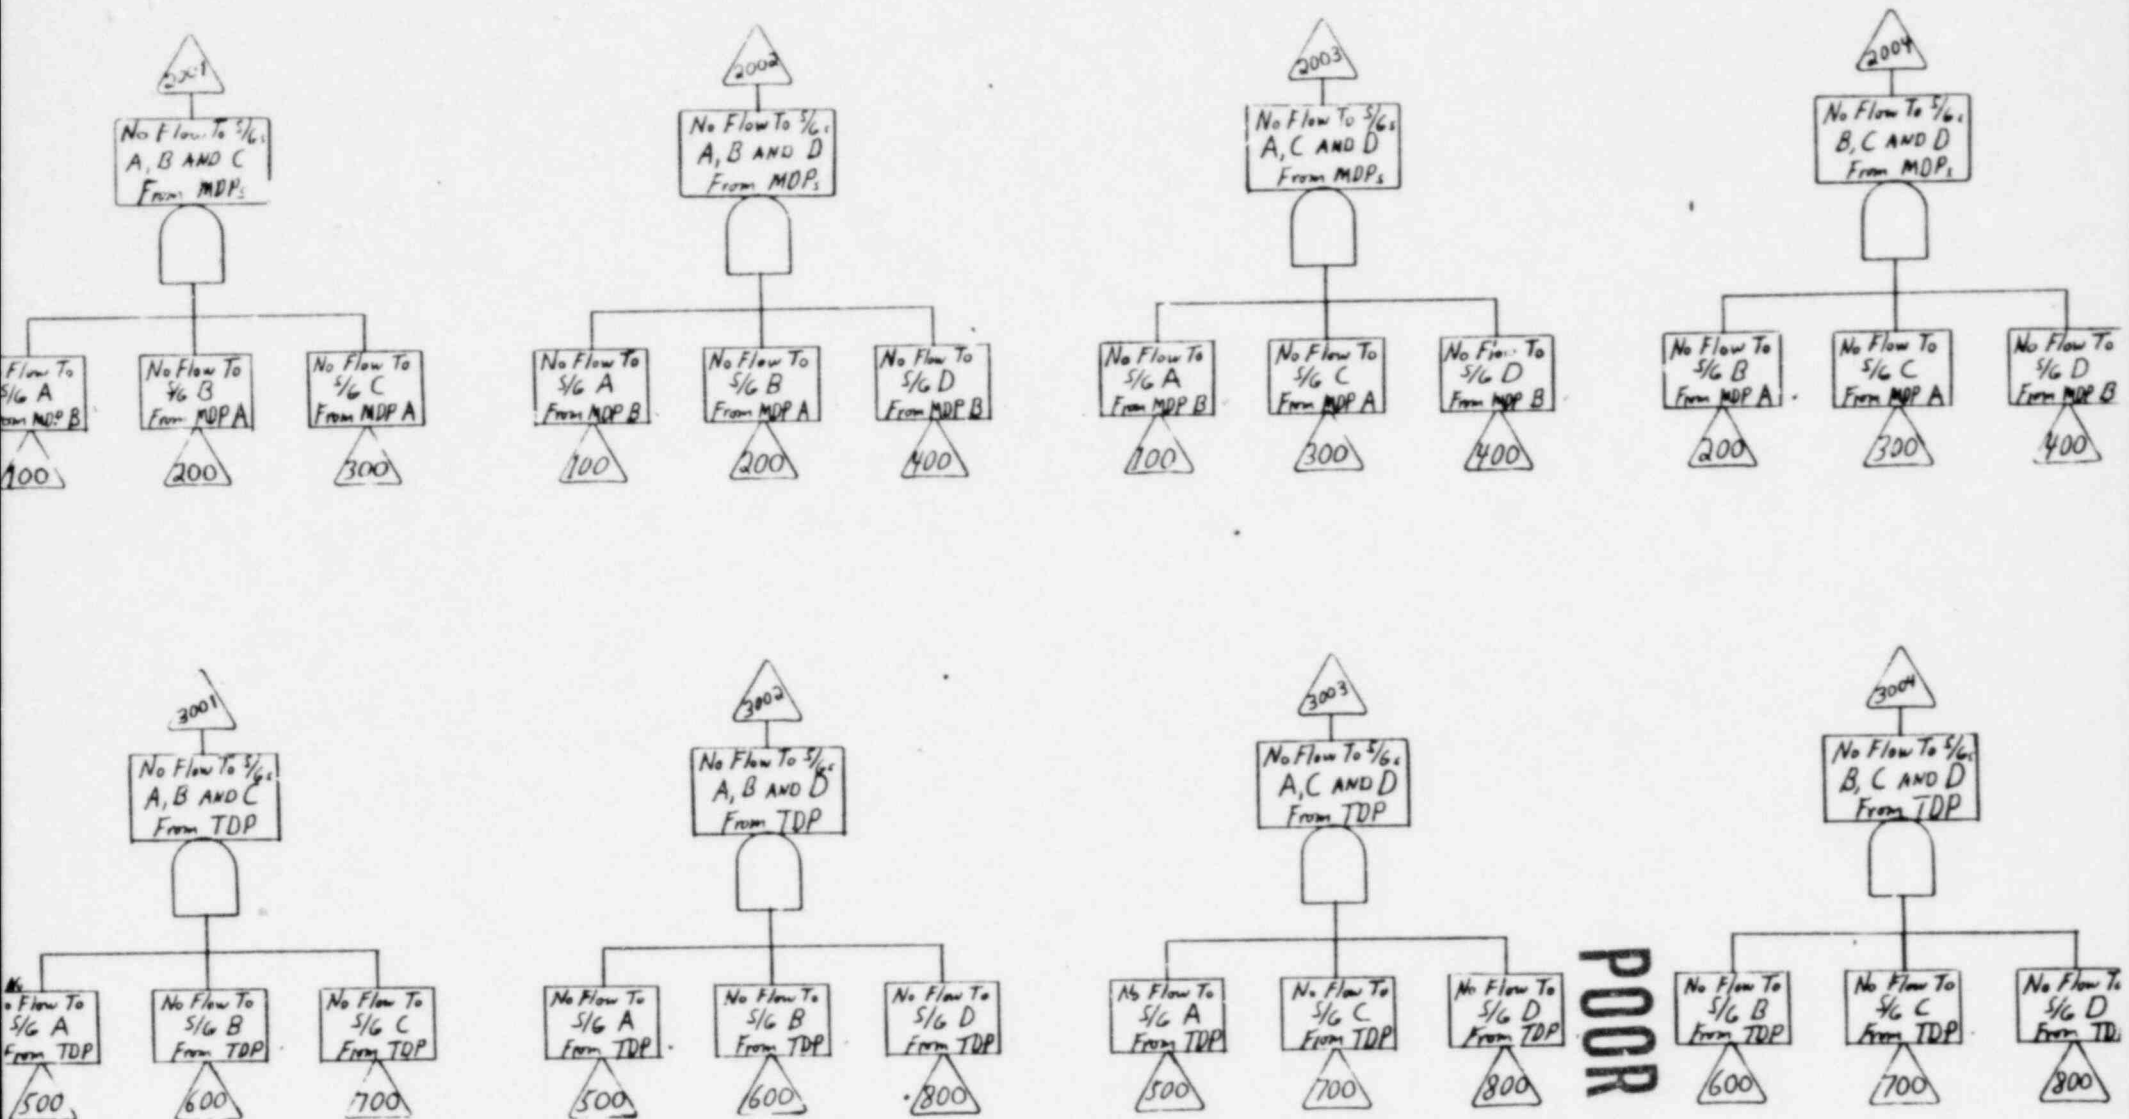 2001
No Flow To S/Gs
A, B AND C
From MDPs
2002
No Flow To S/Gs
A, B AND D
From MDPs
2003
No Flow To S/Gs
A, C AND D
From MDPs
2004
No Flow To S/Gs
B, C AND D
From MDPs
Flow To
S/G A
From MDP B
100
No Flow To
S/G B
From MDP A
200
No Flow To
S/G C
From MDP A
300
No Flow To
S/G A
From MDP B
100
No Flow To
S/G B
From MDP A
200
No Flow To
S/G D
From MDP B
400
No Flow To
S/G A
From MDP B
100
No Flow To
S/G C
From MDP A
300
No Flow To
S/G D
From MDP B
400
No Flow To
S/G B
From MDP A
200
No Flow To
S/G C
From MDP A
300
No Flow To
S/G D
From MDP B
400
3001
No Flow To S/Gs
A, B AND C
From TDP
3002
No Flow To S/Gs
A, B AND D
From TDP
3003
No Flow To S/Gs
A, C AND D
From TDP
3004
No Flow To S/Gs
B, C AND D
From TDP
No
Flow To
S/G A
From TDP
500
No Flow To
S/G B
From TDP
600
No Flow To
S/G C
From TDP
700
No Flow To
S/G A
From TDP
500
No Flow To
S/G B
From TDP
600
No Flow To
S/G D
From TDP
800
No Flow To
S/G A
From TDP
500
No Flow To
S/G C
From TDP
700
No Flow To
S/G D
From TDP
800
POOR
No Flow To
S/G B
From TDP
600
No Flow To
S/G C
From TDP
700
No Flow To
S/G D
From TD
800